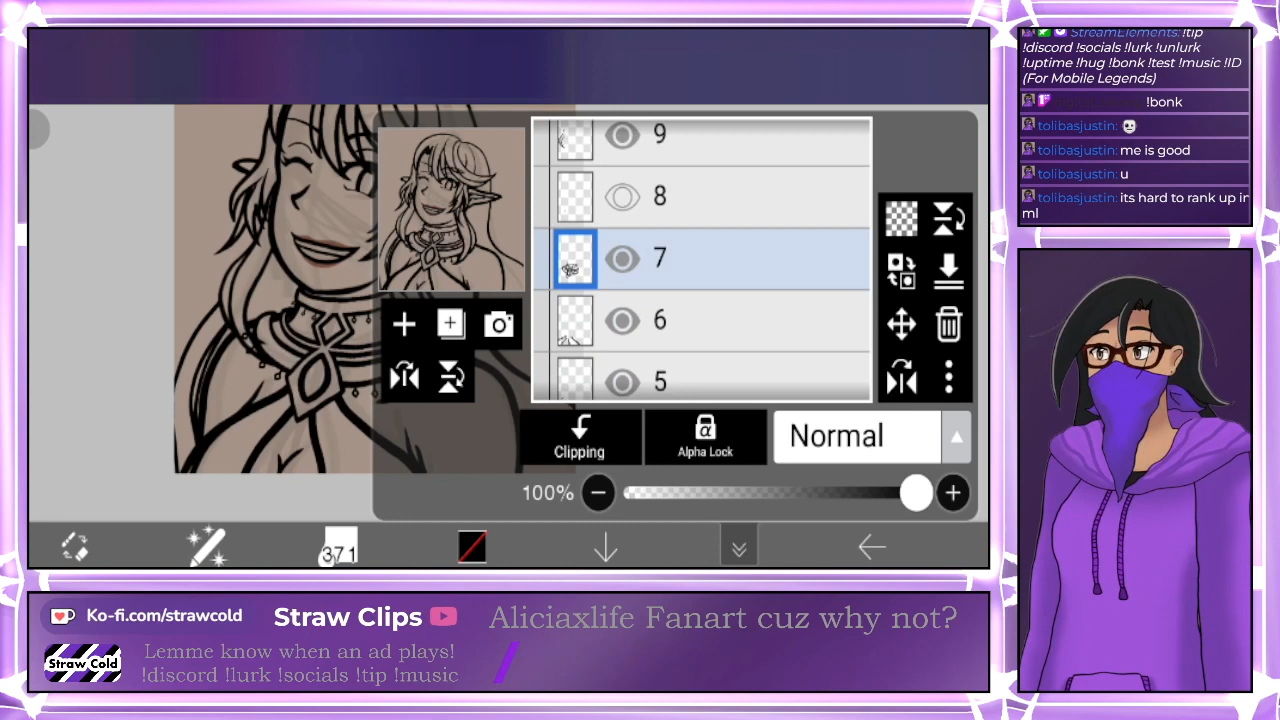 StreamElements: !tip
!discord !socials !lurk !unlurk
!uptime !hug !bonk !test !music !ID
(For Mobile Legends)
!bonk
tolibasjustin:
tolibasjustin: me is good
tolibasjustin: u
tolibasjustin: its hard to rank up in
ml
9
8
7
6
5
Clipping
Alpha Lock
Normal
100%
371
Ko-fi.com/strawcold
Straw Clips
Aliciaxlife Fanart cuz why not?
Straw Cold
Lemme know when an ad plays!
!discord !lurk !socials !tip !music